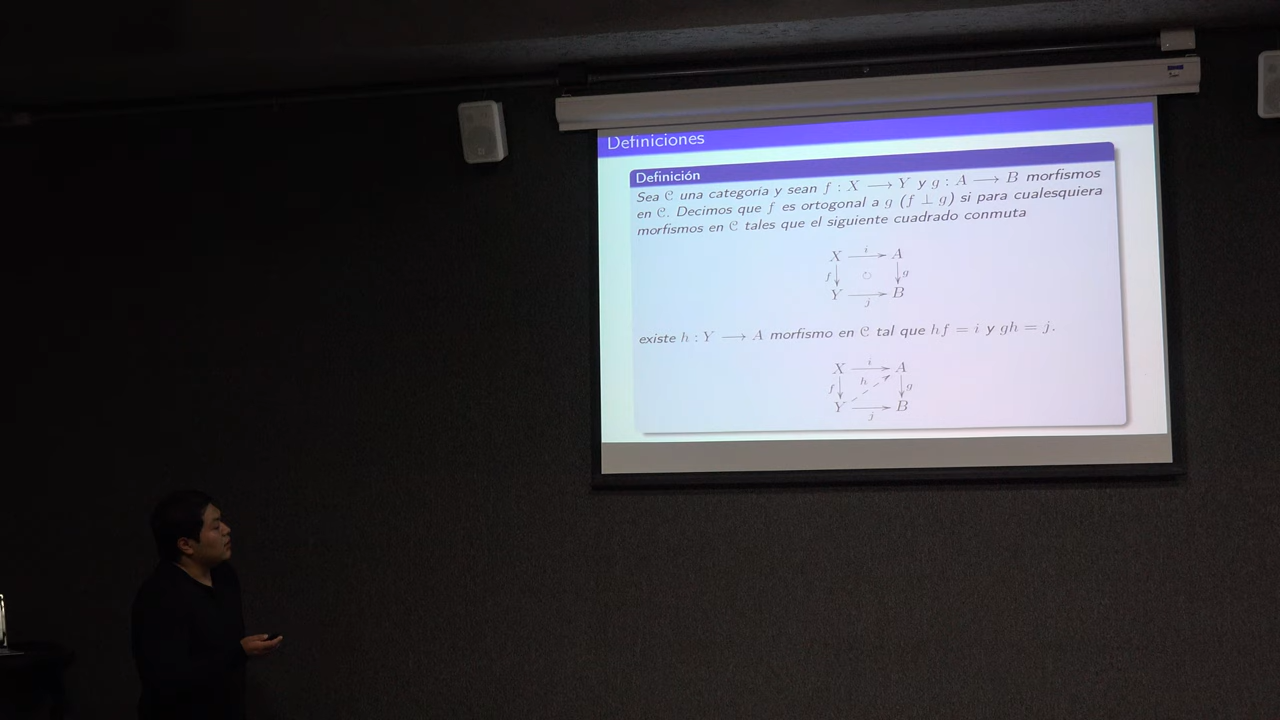 Definiciones
Definición
Sea 𝒞 una categoría y sean f : X ⟶ Y y g : A ⟶ B morfismos
en 𝒞. Decimos que f es ortogonal a g (f ⊥ g) si para cualesquiera
morfismos en 𝒞 tales que el siguiente cuadrado conmuta
X i A
f g
Y j B
existe h : Y ⟶ A morfismo en 𝒞 tal que hf = i y gh = j.
X i A
f h g
Y j B